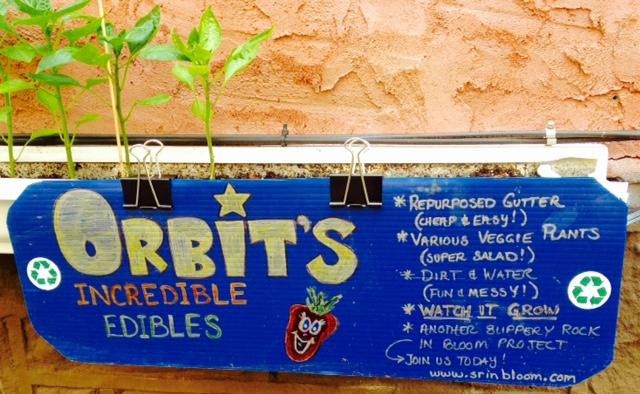 ORBIT'S
INCREDIBLE
EDIBLES
* REPURPOSED GUTTER
(CHEAP & EASY!)
* VARIOUS VEGGIE PLANTS
(SUPER SALAD!)
* DIRT & WATER
(FUN & MESSY!)
* WATCH IT GROW
* ANOTHER SLIPPERY ROCK
IN BLOOM PROJECT
JOIN US TODAY!
www.srinbloom.com